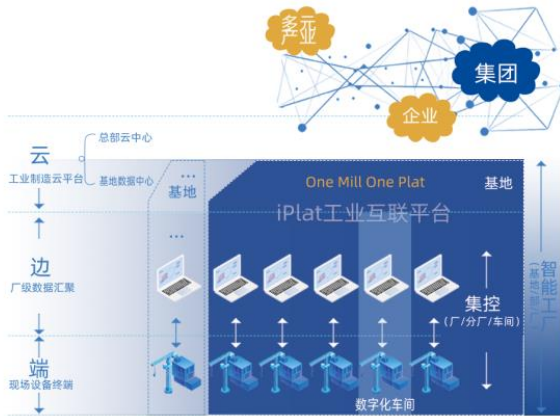 多元
产业
集团
企业
云
工业制造云平台
总部云中心
基地数据中心
...
基地
One Mill One Plat
基地
iPlat工业互联平台
...
边
厂级数据汇聚
集控
(厂/分厂/车间)
智能工厂
(基地/部/厂)
端
现场设备终端
数字化车间